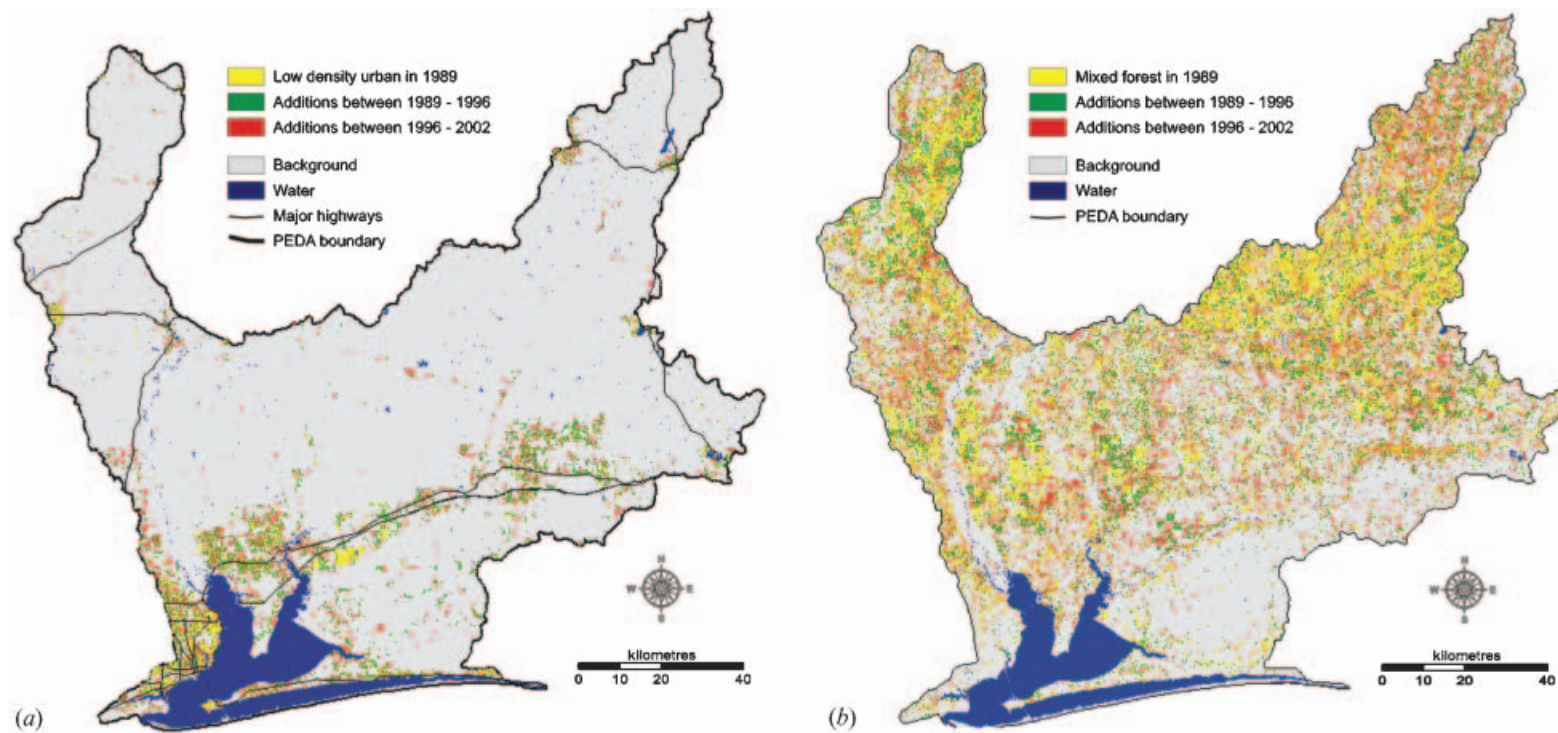 Low density urban in 1989
Additions between 1989 - 1996
Additions between 1996 - 2002
Background
Water
Major highways
PEDA boundary
N
W E
S
kilometres
0 10 20 40
(a)
Mixed forest in 1989
Additions between 1989 - 1996
Additions between 1996 - 2002
Background
Water
PEDA boundary
N
W E
S
kilometres
0 10 20 40
(b)